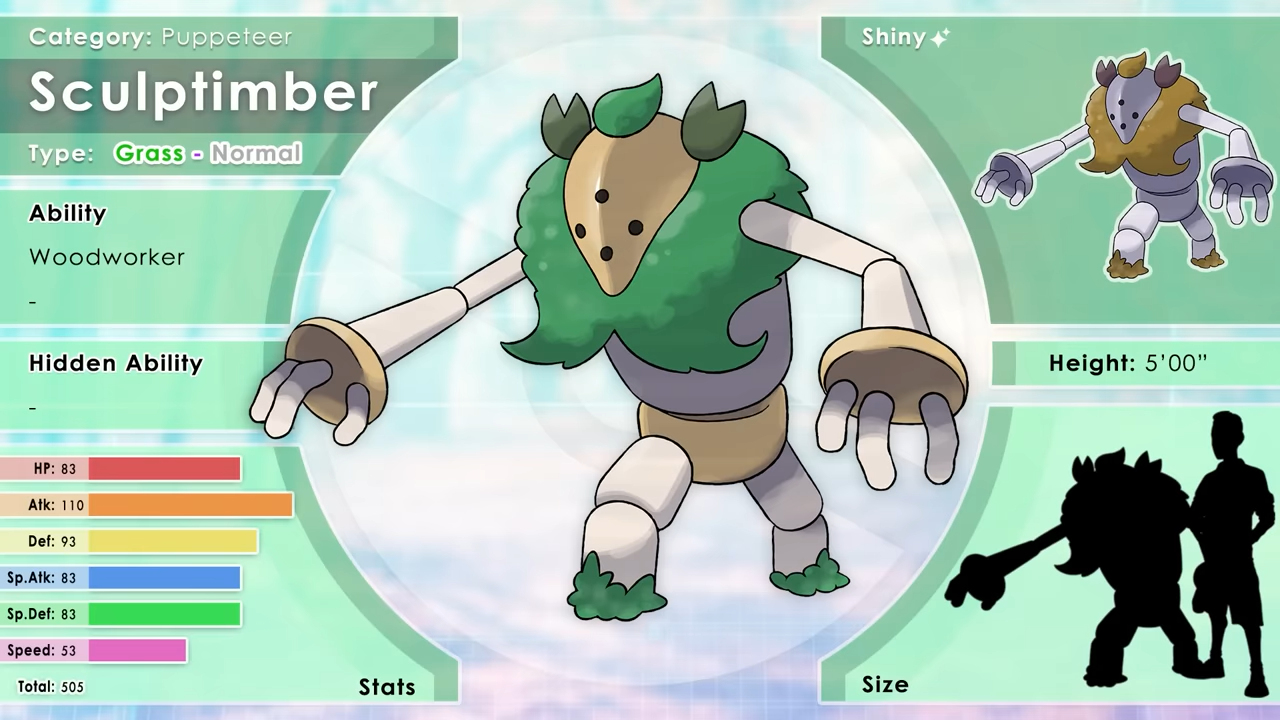 Category: Puppeteer
Sculptimber
Type: Grass - Normal
Ability
Woodworker
-
Hidden Ability
-
HP: 83
Atk: 110
Def: 93
Sp.Atk: 83
Sp.Def: 83
Speed: 53
Total: 505
Stats
Shiny
Height: 5’00”
Size